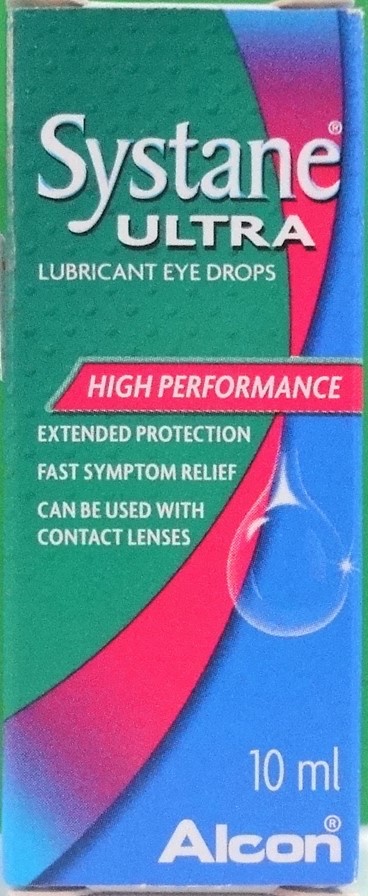 Systane®
ULTRA
LUBRICANT EYE DROPS
HIGH PERFORMANCE
EXTENDED PROTECTION
FAST SYMPTOM RELIEF
CAN BE USED WITH
CONTACT LENSES
10 ml
Alcon®